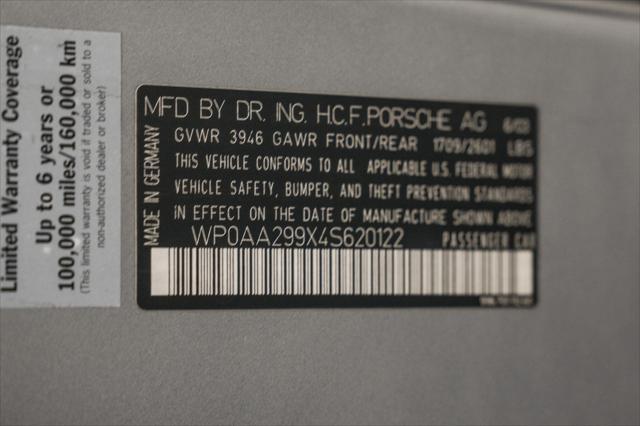 Limited Warranty Coverage
Up to 6 years or
100,000 miles/160,000 km
(This limited warranty is void if traded or sold to a
non-authorized dealer or broker)
MADE IN GERMANY
MFD BY DR. ING. H.C.F. PORSCHE AG 6/03
GVWR 3946 GAWR FRONT/REAR 1709/2601 LBS
THIS VEHICLE CONFORMS TO ALL APPLICABLE U.S. FEDERAL MOTOR
VEHICLE SAFETY, BUMPER, AND THEFT PREVENTION STANDARDS
IN EFFECT ON THE DATE OF MANUFACTURE SHOWN ABOVE
WP0AA299X4S620122 PASSENGER CAR